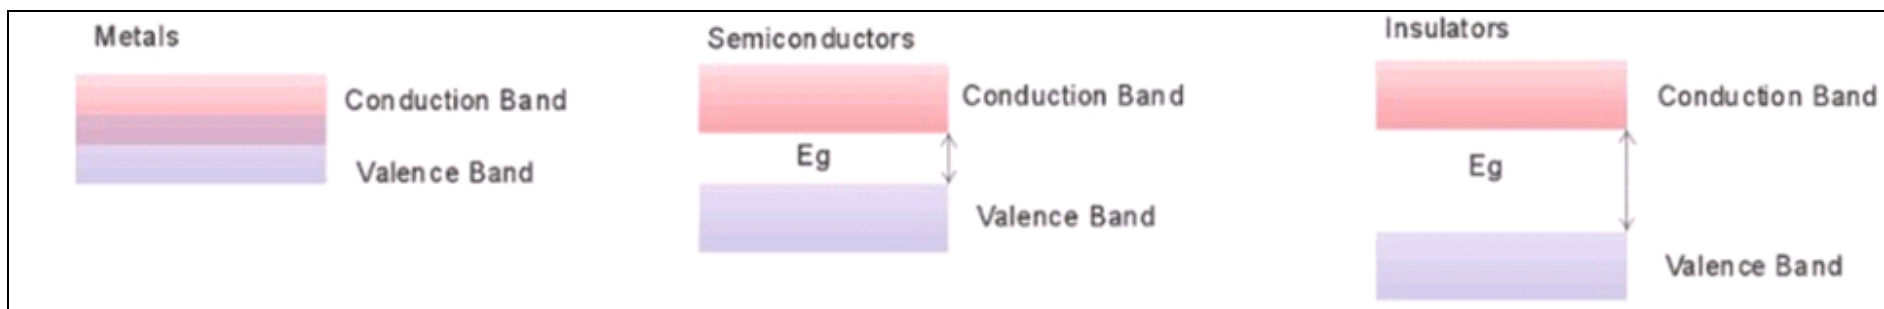 Metals
Conduction Band
Valence Band
Semiconductors
Conduction Band
Eg
Valence Band
Insulators
Conduction Band
Eg
Valence Band